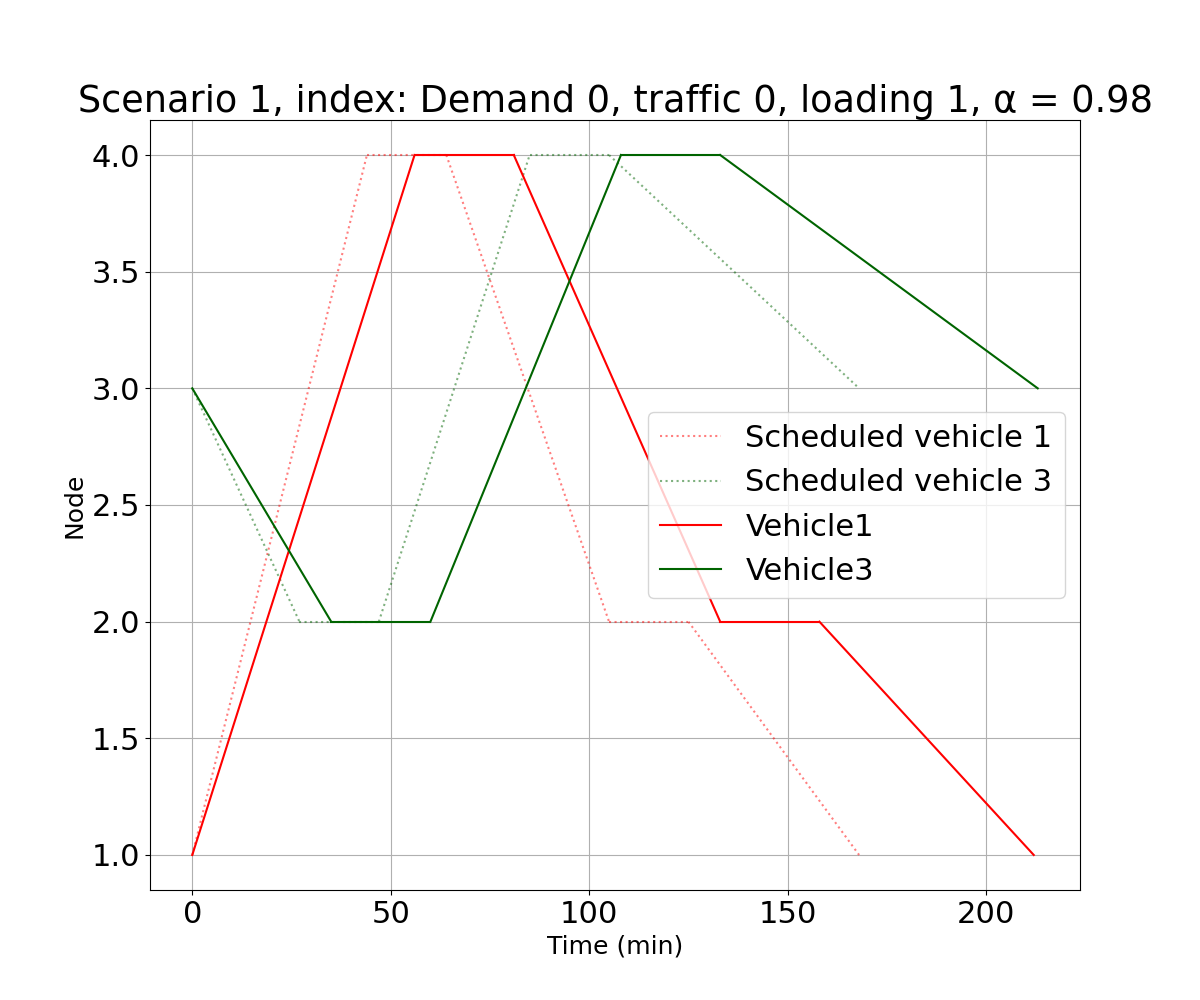 Scenario 1, index: Demand 0, traffic 0, loading 1, α = 0.98
4.0
3.5
3.0
2.5
2.0
1.5
1.0
Node
Scheduled vehicle 1
Scheduled vehicle 3
Vehicle1
Vehicle3
0 50 100 150 200
Time (min)